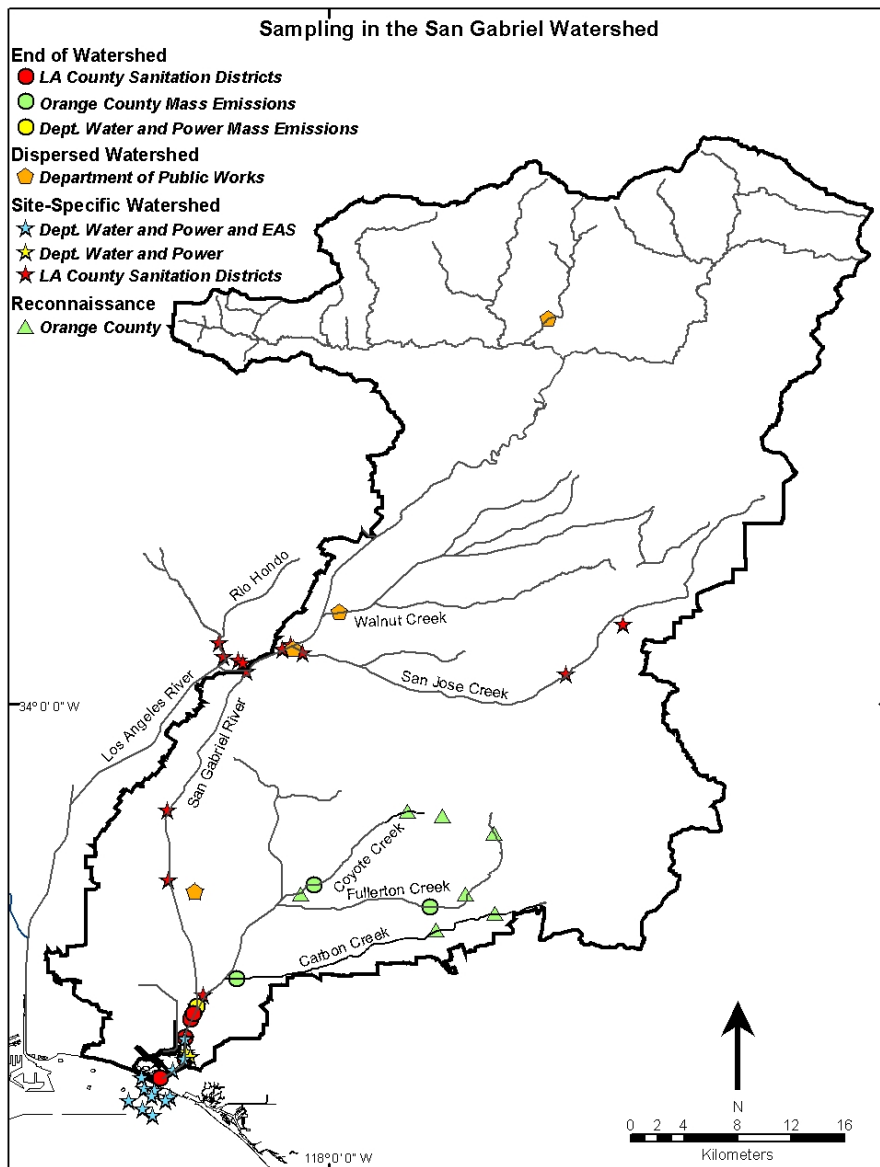 Sampling in the San Gabriel Watershed
End of Watershed
LA County Sanitation Districts
Orange County Mass Emissions
Dept. Water and Power Mass Emissions
Dispersed Watershed
Department of Public Works
Site-Specific Watershed
Dept. Water and Power and EAS
Dept. Water and Power
LA County Sanitation Districts
Reconnaissance
Orange County
Rio Hondo
Walnut Creek
San Jose Creek
Los Angeles River
34°0'0" W
San Gabriel River
Coyote Creek
Fullerton Creek
Carbon Creek
N
0 2 4 8 12 16
Kilometers
118°0'0" W